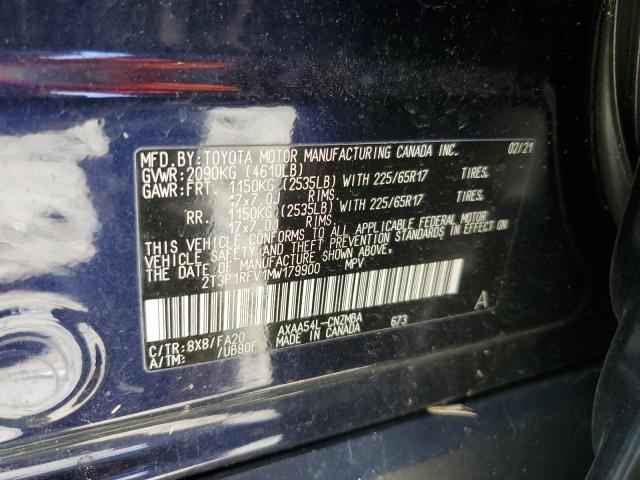 MFD.BY:TOYOTA MOTOR MANUFACTURING CANADA INC. 02/21
GVWR:2090KG (4610LB)
GAWR:FRT. 1150KG (2535LB) WITH 225/65R17 TIRES,
17x7.0J RIMS,
RR. 1150KG (2535LB) WITH 225/65R17 TIRES,
17x7.0J RIMS,
THIS VEHICLE CONFORMS TO ALL APPLICABLE FEDERAL MOTOR
VEHICLE SAFETY AND THEFT PREVENTION STANDARDS IN EFFECT ON
THE DATE OF MANUFACTURE SHOWN ABOVE.
MPV
C/TR:8X8/FA20 AXAA54L-CNZMBA 673 A
A/TM: /UB80F MADE IN CANADA